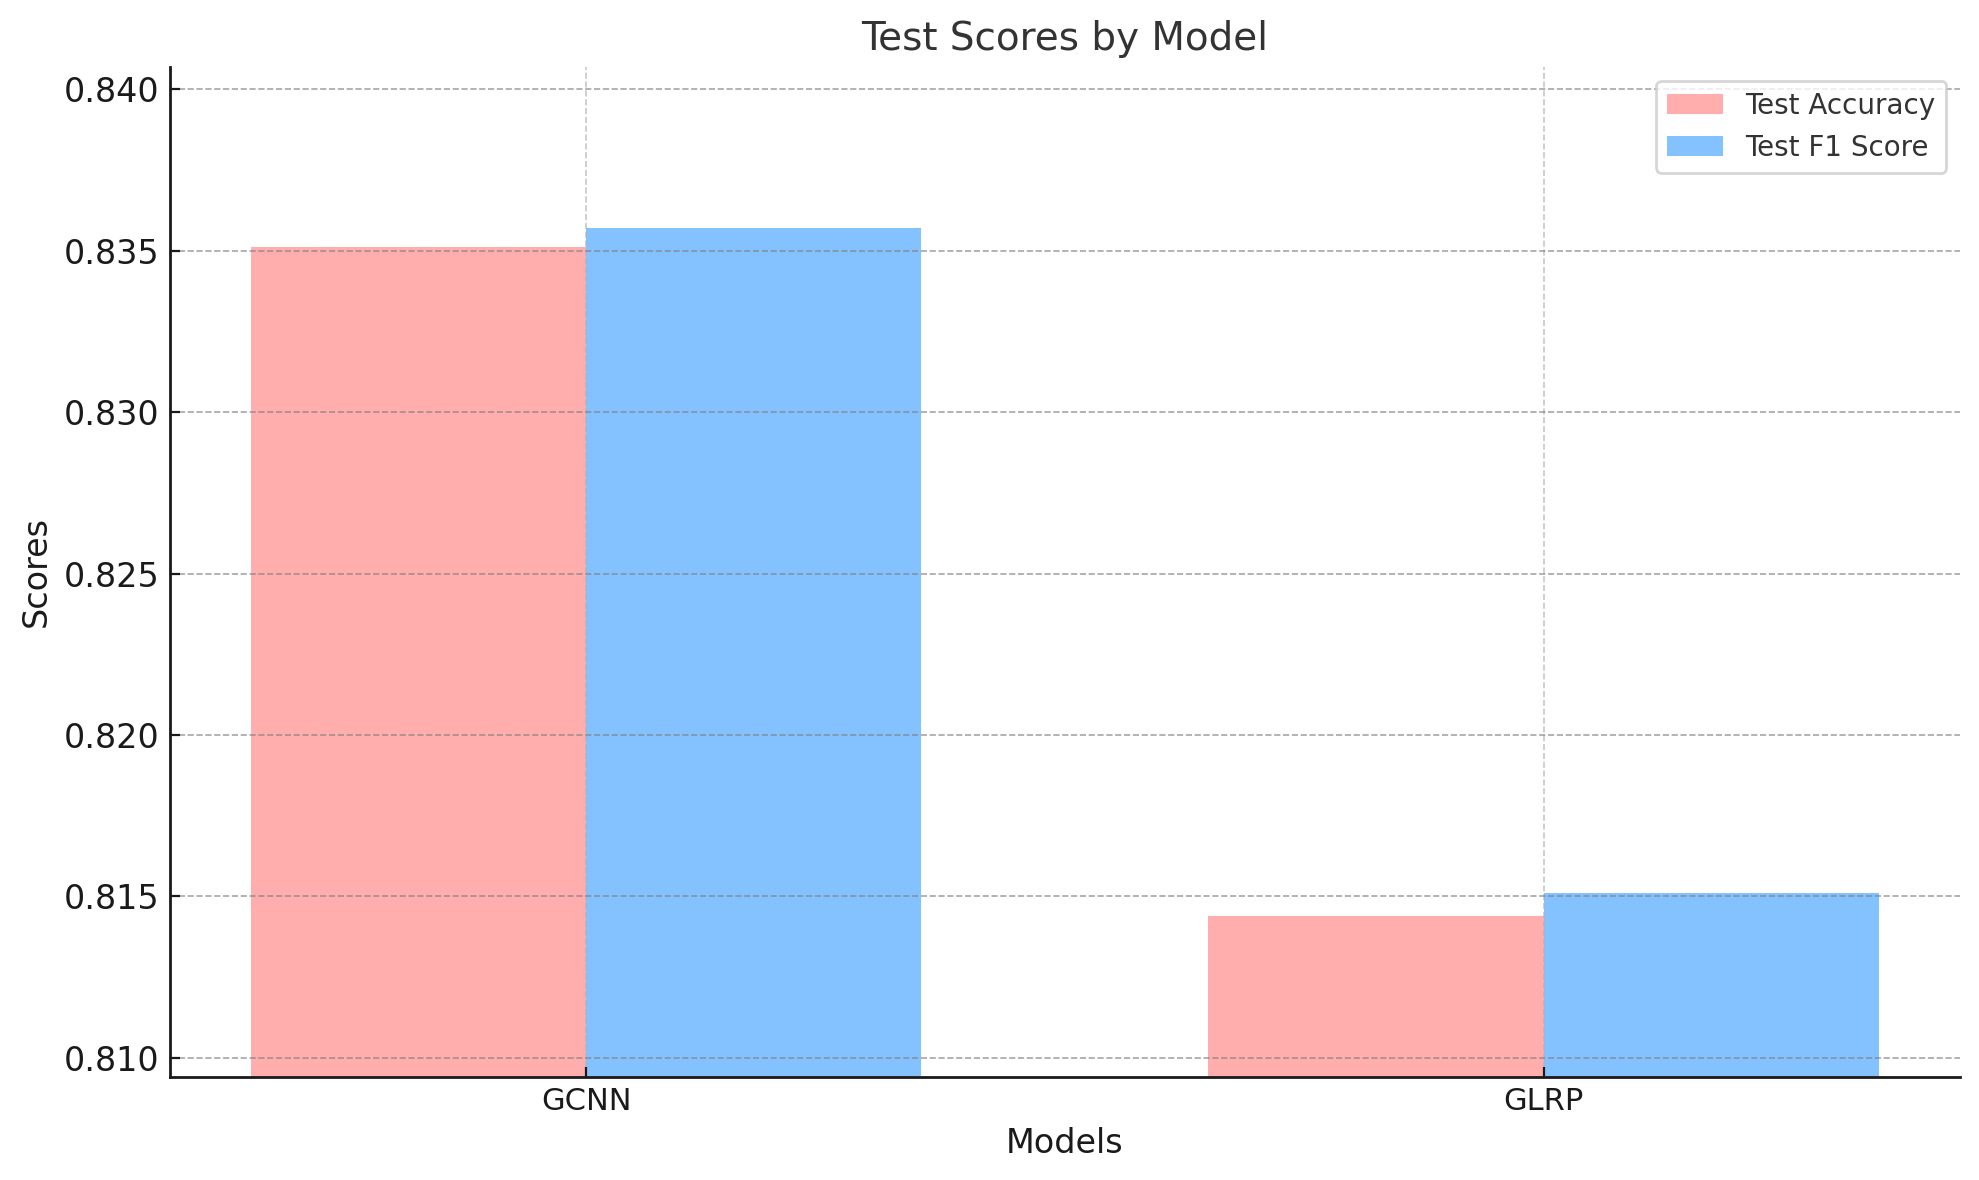 Test Scores by Model
0.840
0.835
0.830
0.825
0.820
0.815
0.810
Scores
Test Accuracy
Test F1 Score
GCNN
GLRP
Models